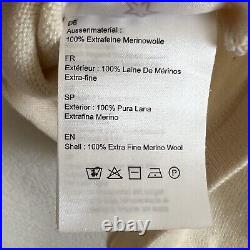 DE
Aussenmaterial :
100% Extrafeine Merinowolle
FR
Extérieur : 100% Laine De Mérinos
Extra-fine
SP
Exterior : 100% Pura Lana
Extrafina Merino
EN
Shell : 100% Extra Fine Merino Wool